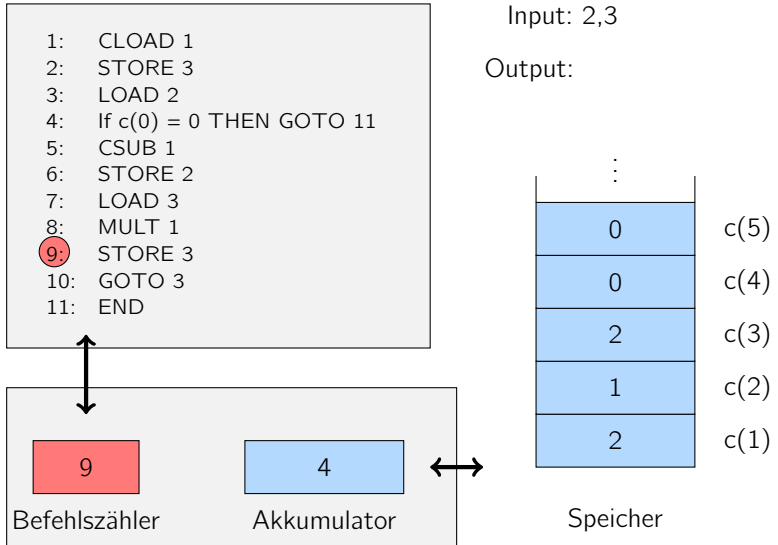 1: CLOAD 1
2: STORE 3
3: LOAD 2
4: If c(0) = 0 THEN GOTO 11
5: CSUB 1
6: STORE 2
7: LOAD 3
8: MULT 1
9: STORE 3
10: GOTO 3
11: END
Input: 2,3
Output:
⋮
0 c(5)
0 c(4)
2 c(3)
1 c(2)
2 c(1)
9 4
Befehlszähler Akkumulator Speicher